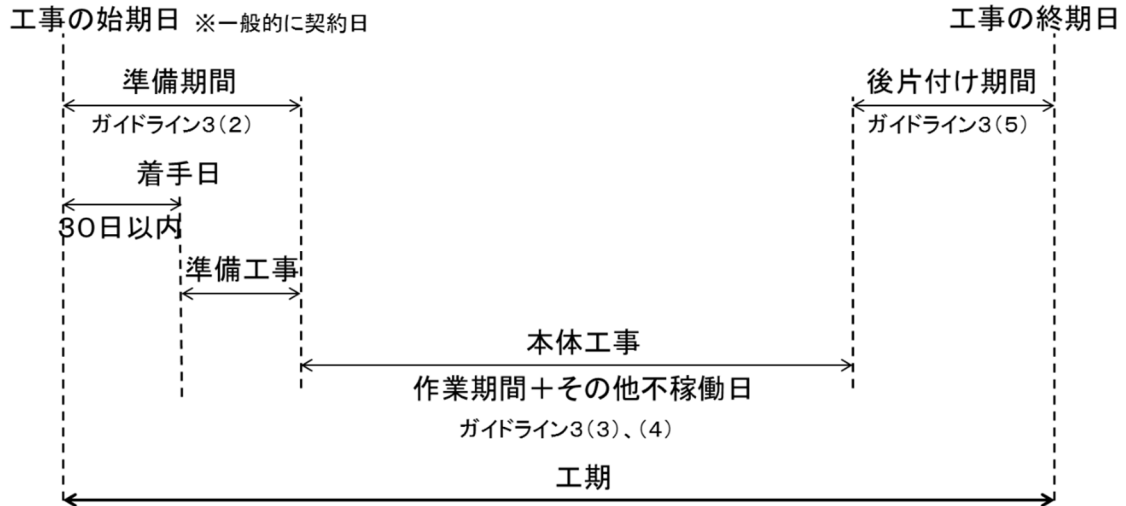 工事の始期日 ※一般的に契約日
工事の終期日
準備期間
後片付け期間
ガイドライン3(2)
ガイドライン3(5)
着手日
30日以内
準備工事
本体工事
作業期間+その他不稼働日
ガイドライン3(3)、(4)
工期